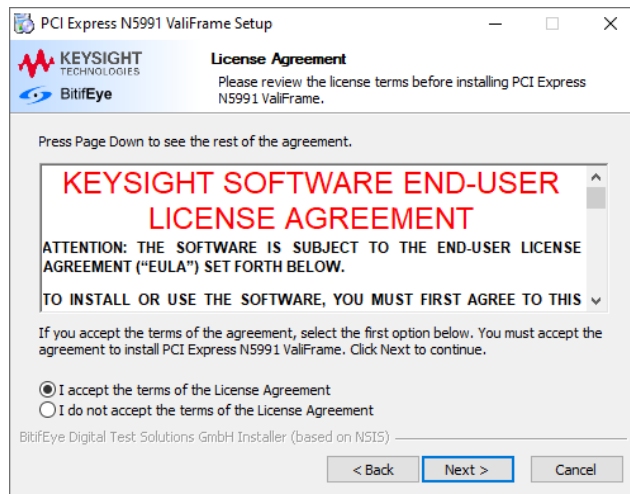 PCI Express N5991 ValiFrame Setup
KEYSIGHT
TECHNOLOGIES
BitifEye
License Agreement
Please review the license terms before installing PCI Express
N5991 ValiFrame.
Press Page Down to see the rest of the agreement.
KEYSIGHT SOFTWARE END-USER
LICENSE AGREEMENT
ATTENTION: THE SOFTWARE IS SUBJECT TO THE END-USER LICENSE
AGREEMENT (“EULA”) SET FORTH BELOW.
TO INSTALL OR USE THE SOFTWARE, YOU MUST FIRST AGREE TO THIS
If you accept the terms of the agreement, select the first option below. You must accept the
agreement to install PCI Express N5991 ValiFrame. Click Next to continue.
I accept the terms of the License Agreement
I do not accept the terms of the License Agreement
BitifEye Digital Test Solutions GmbH Installer (based on NSIS)
< Back Next > Cancel